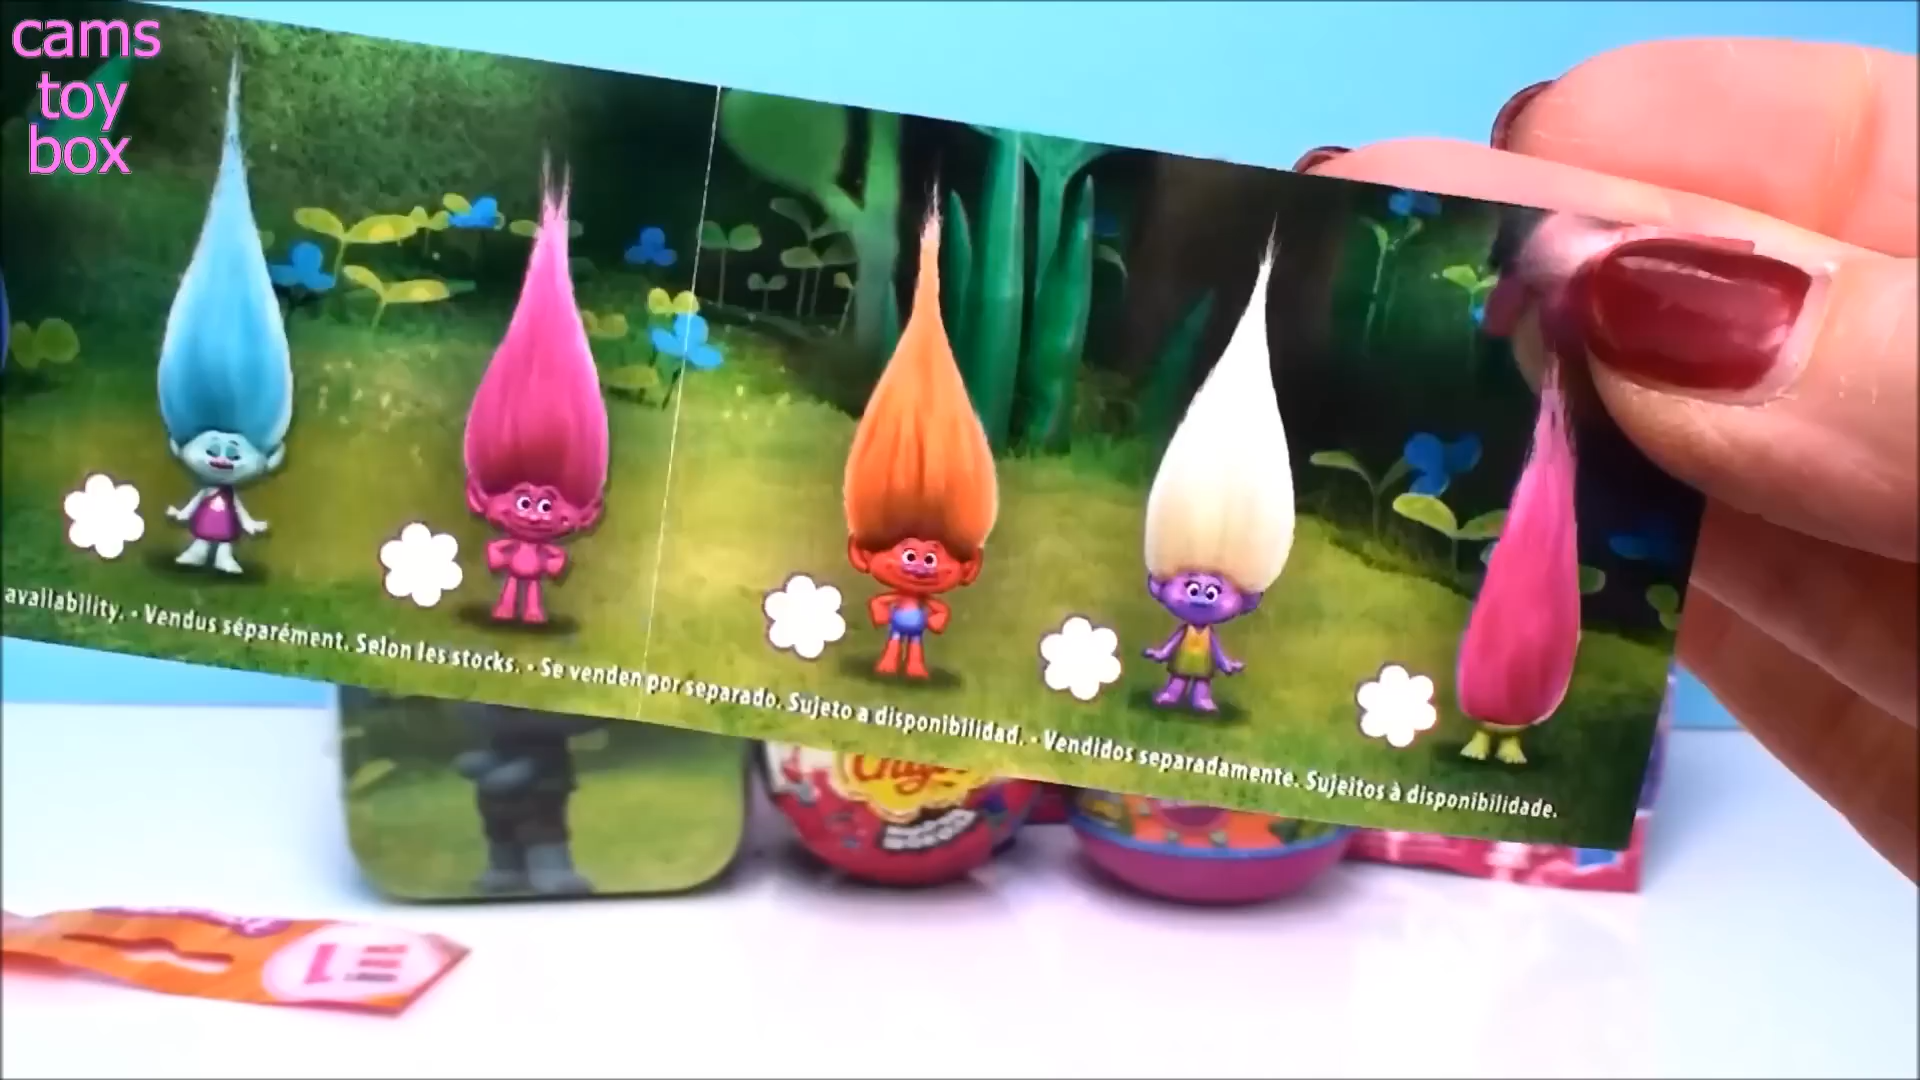 cams
toy
box
availability. - Vendus séparément. Selon les stocks. - Se venden por separado. Sujeto a disponibilidad. - Vendidos separadamente. Sujeitos à disponibilidade.